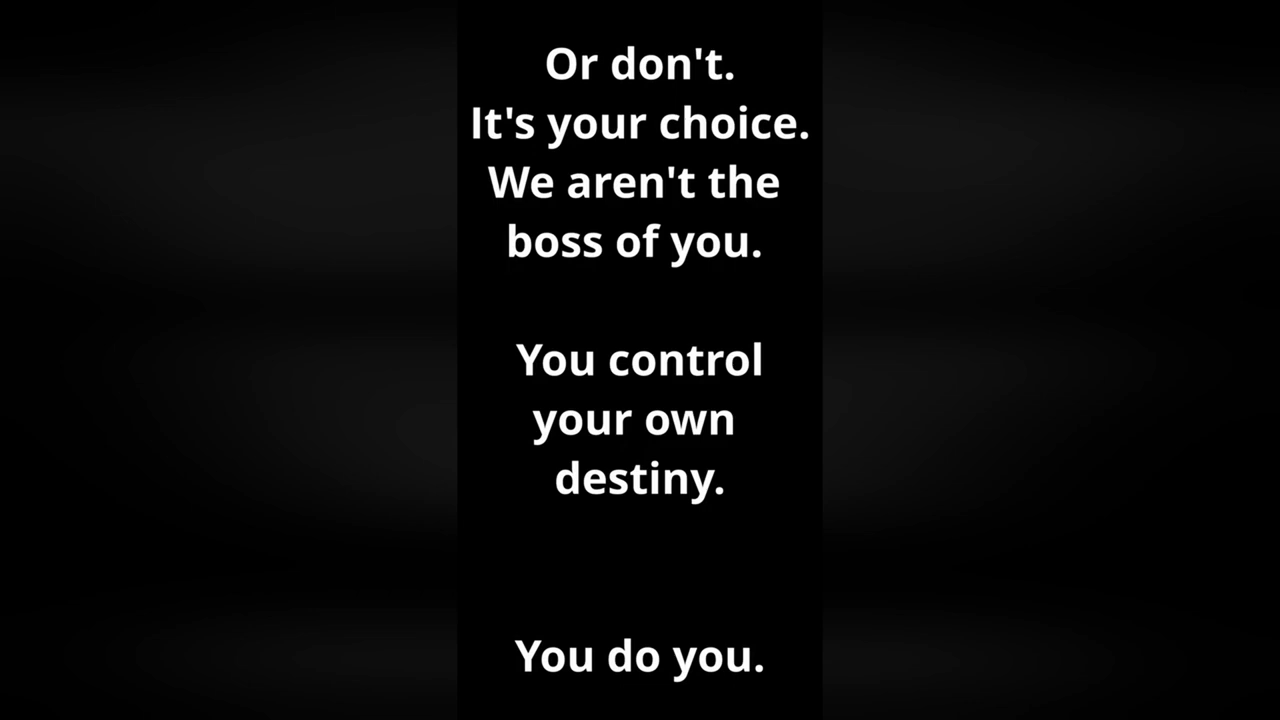 Or don't.
It's your choice.
We aren't the
boss of you.
You control
your own
destiny.
You do you.